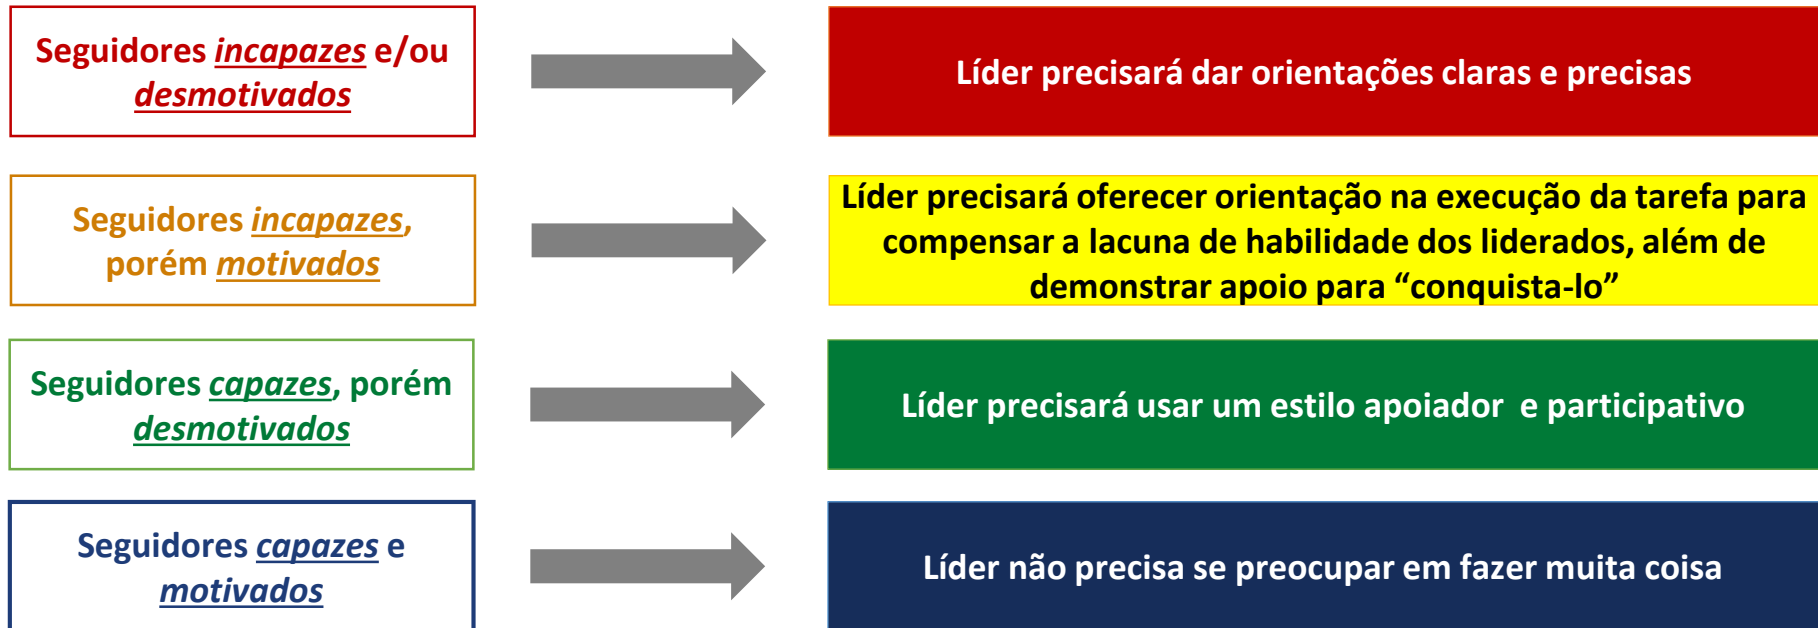 Seguidores incapazes e/ou
desmotivados
Líder precisará dar orientações claras e precisas
Seguidores incapazes,
porém motivados
Líder precisará oferecer orientação na execução da tarefa para
compensar a lacuna de habilidade dos liderados, além de
demonstrar apoio para “conquista-lo”
Seguidores capazes, porém
desmotivados
Líder precisará usar um estilo apoiador e participativo
Seguidores capazes e
motivados
Líder não precisa se preocupar em fazer muita coisa